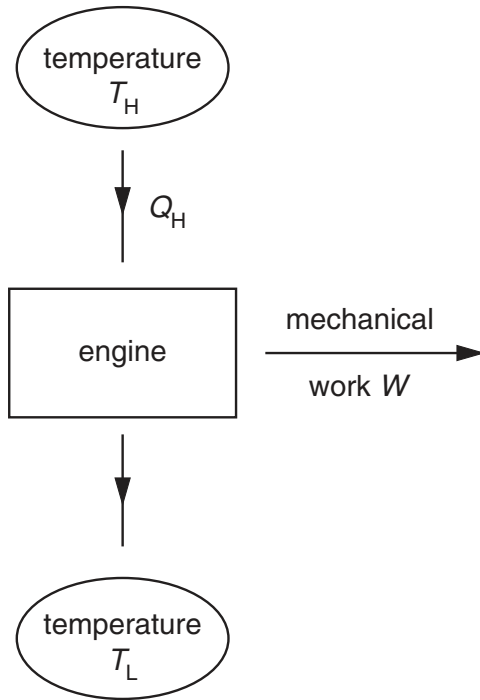 temperature
T_H
Q_H
engine
mechanical
work W
temperature
T_L